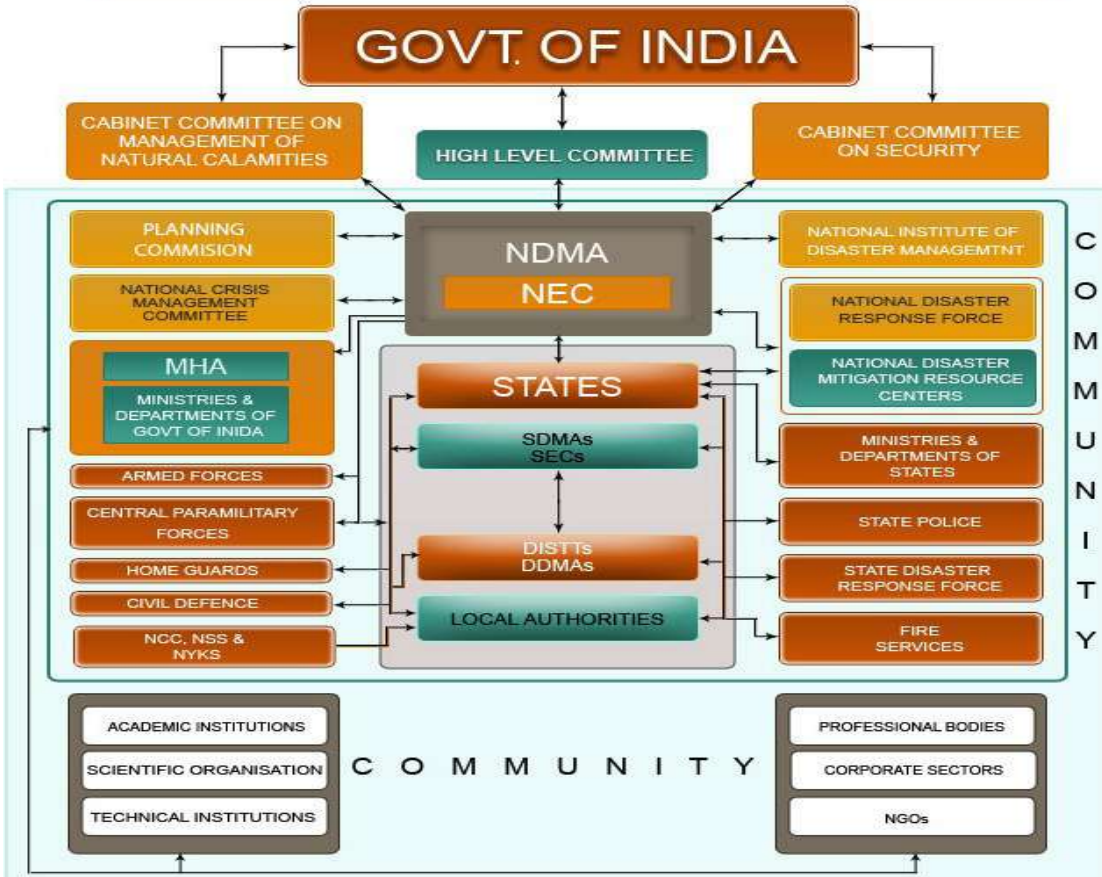 GOVT. OF INDIA
CABINET COMMITTEE ON
MANAGEMENT OF
NATURAL CALAMITIES
HIGH LEVEL COMMITTEE
CABINET COMMITTEE
ON SECURITY
PLANNING
COMMISION
NATIONAL CRISIS
MANAGEMENT
COMMITTEE
MHA
MINISTRIES &
DEPARTMENTS OF
GOVT OF INIDA
ARMED FORCES
CENTRAL PARAMILITARY
FORCES
HOME GUARDS
CIVIL DEFENCE
NCC, NSS &
NYKS
NDMA
NEC
STATES
SDMAs
SECs
DISTTs
DDMAs
LOCAL AUTHORITIES
NATIONAL INSTITUTE OF
DISASTER MANAGEMTNT
NATIONAL DISASTER
RESPONSE FORCE
NATIONAL DISASTER
MITIGATION RESOURCE
CENTERS
MINISTRIES &
DEPARTMENTS OF
STATES
STATE POLICE
STATE DISASTER
RESPONSE FORCE
FIRE
SERVICES
COMMUNITY
ACADEMIC INSTITUTIONS
SCIENTIFIC ORGANISATION
TECHNICAL INSTITUTIONS
COMMUNITY
PROFESSIONAL BODIES
CORPORATE SECTORS
NGOs